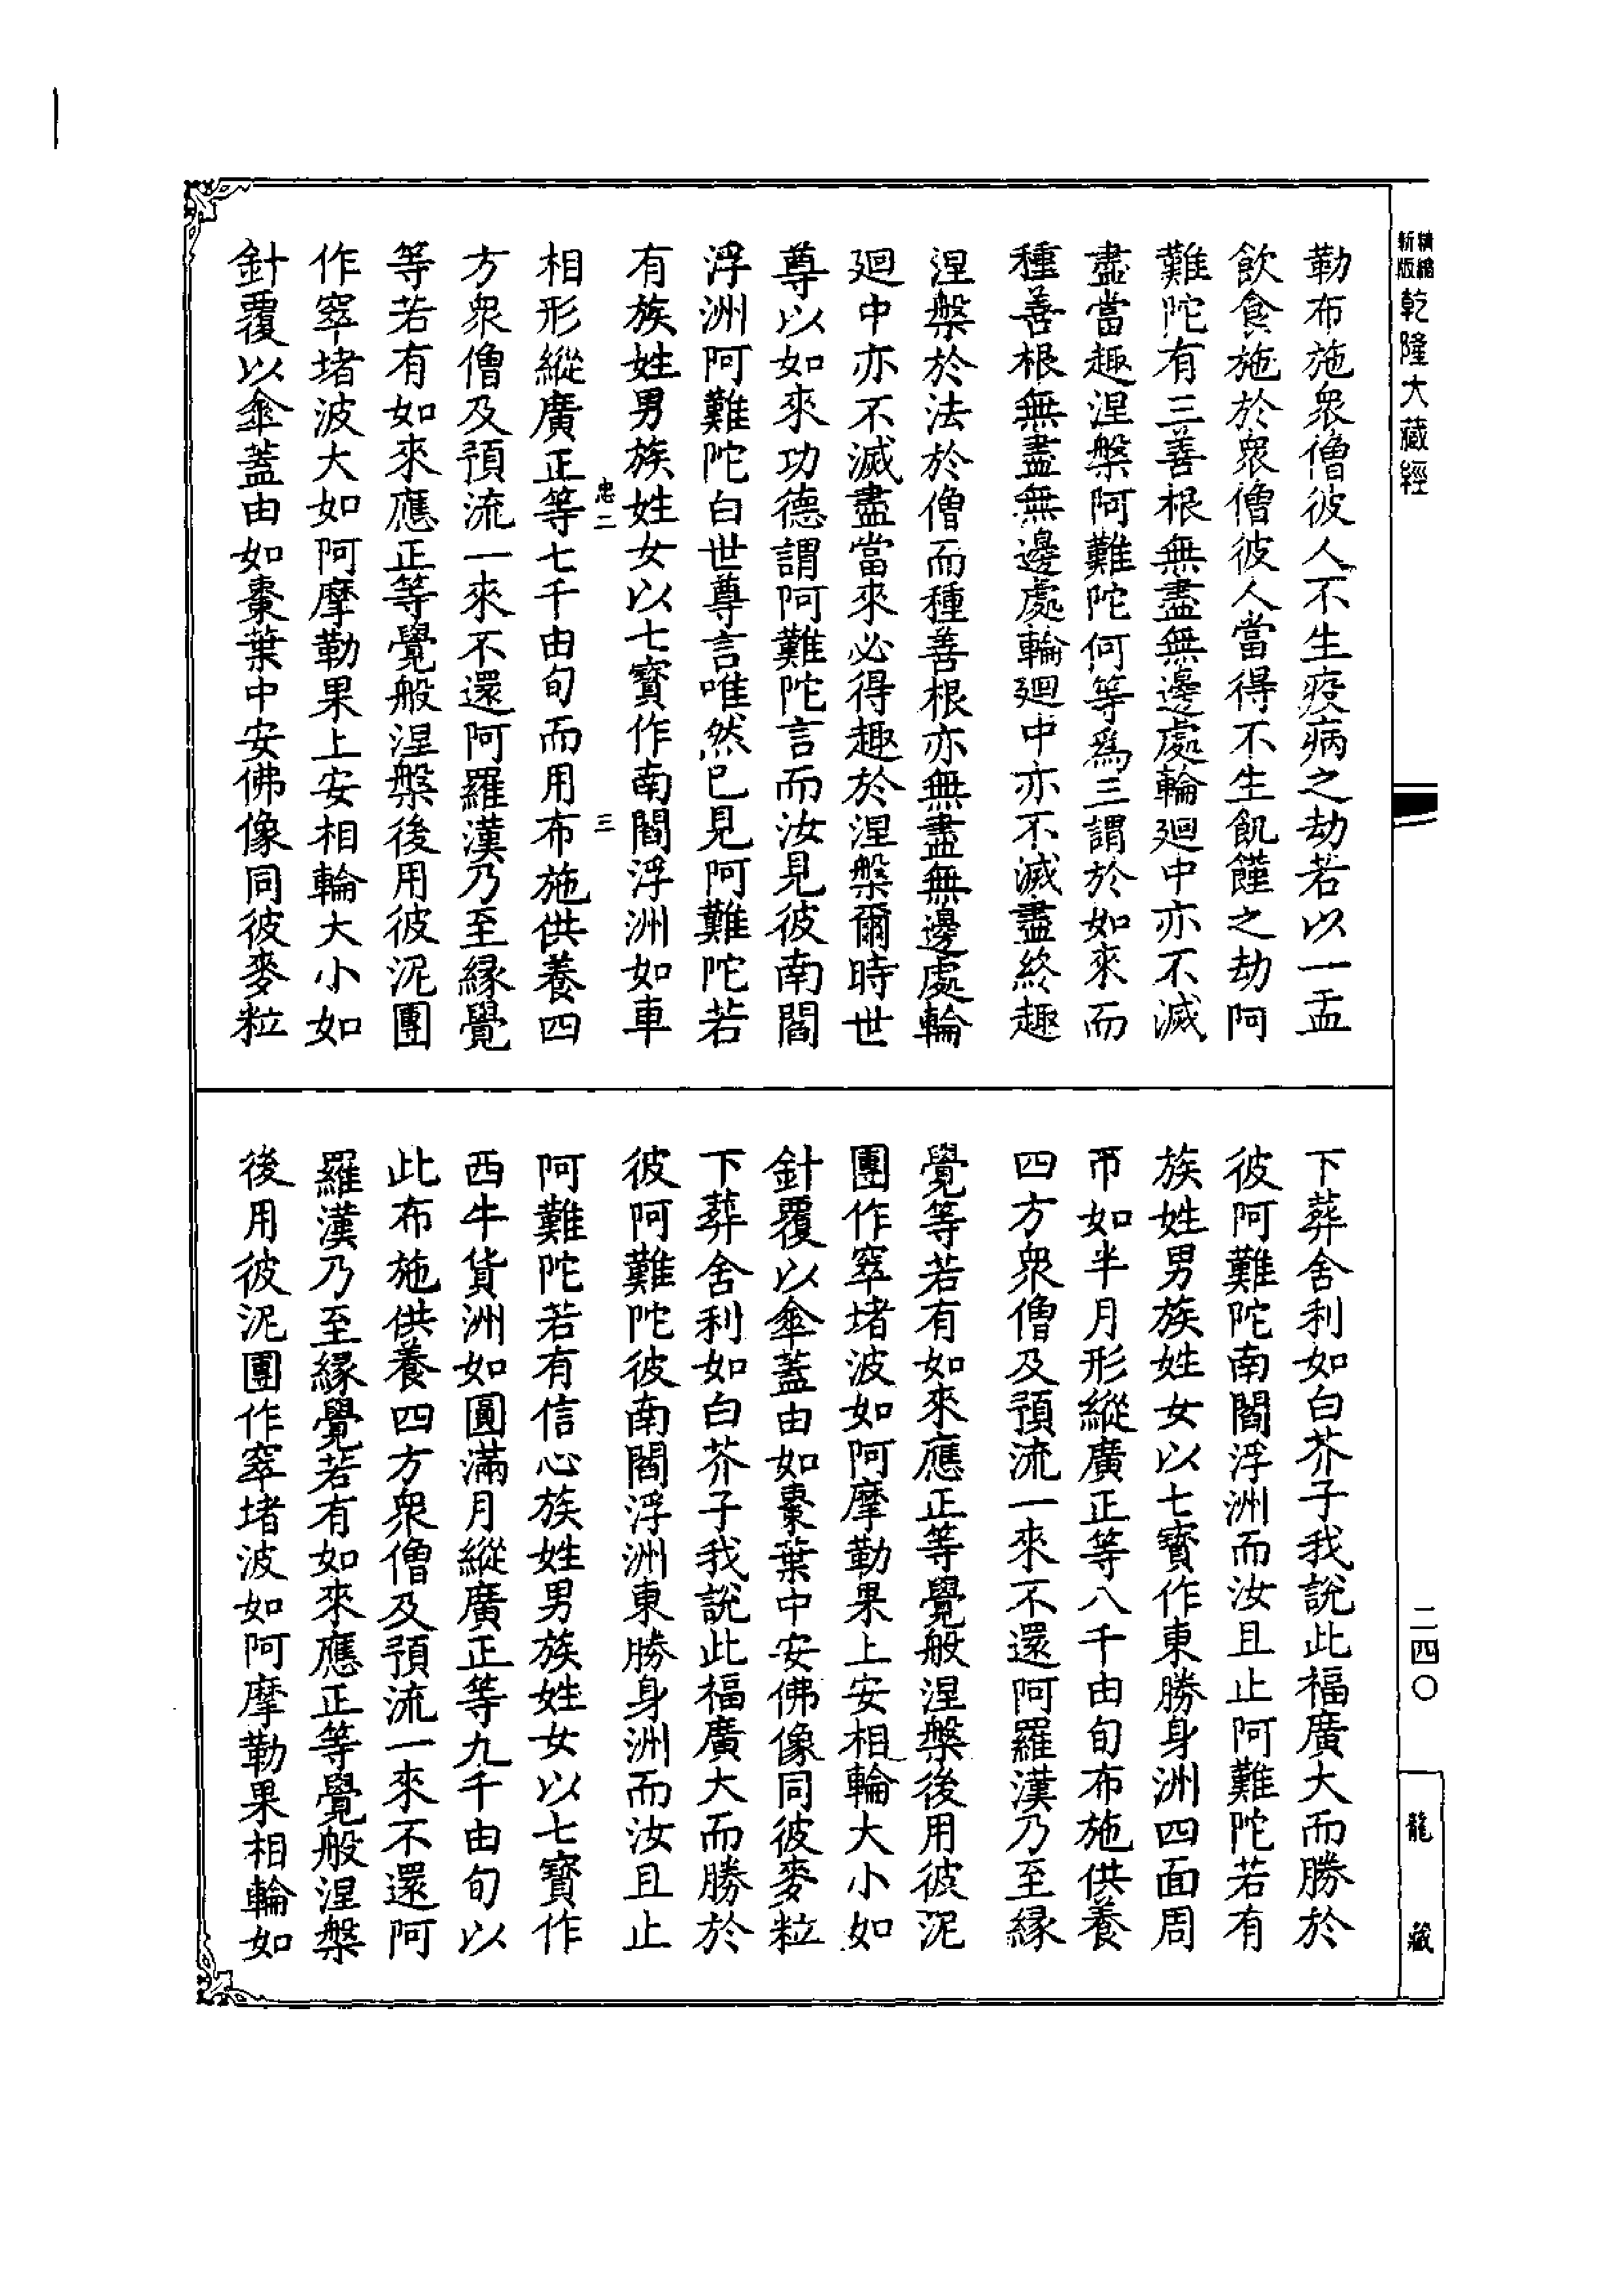 精縮
新版
乾隆大藏經
勒布施衆僧彼人不生疫病之劫若以一盂
飲食施於衆僧彼人當得不生飢饉之劫阿
難陀有三善根無盡無邊處輪廻中亦不滅
盡當趣涅槃阿難陀何等爲三謂於如來而
種善根無盡無邊處輪廻中亦不滅盡終趣
涅槃於法於僧而種善根亦無盡無邊處輪
廻中亦不滅盡當來必得趣於涅槃爾時世
尊以如來功德謂阿難陀言而汝見彼南閻
浮洲阿難陀白世尊言唯然已見阿難陀若
有族姓男族姓女以七寳作南閻浮洲如車
忠二
三
相形縱廣正等七千由旬而用布施供養四
方衆僧及預流一來不還阿羅漢乃至緣覺
等若有如來應正等覺般涅槃後用彼泥團
作窣堵波大如阿摩勒果上安相輪大小如
針覆以傘蓋由如棗葉中安佛像同彼麥粒
下葬舍利如白芥子我說此福廣大而勝於
彼阿難陀南閻浮洲而汝且止阿難陀若有
族姓男族姓女以七寳作東勝身洲四面周
帀如半月形縱廣正等八千由旬布施供養
四方衆僧及預流一來不還阿羅漢乃至緣
覺等若有如來應正等覺般涅槃後用彼泥
團作窣堵波如阿摩勒果上安相輪大小如
針覆以傘蓋由如棗葉中安佛像同彼麥粒
下葬舍利如白芥子我說此福廣大而勝於
彼阿難陀彼南閻浮洲東勝身洲而汝且止
阿難陀若有信心族姓男族姓女以七寳作
西牛貨洲如圓滿月縱廣正等九千由旬以
此布施供養四方衆僧及預流一來不還阿
羅漢乃至緣覺若有如來應正等覺般涅槃
後用彼泥團作窣堵波如阿摩勒果相輪如
二四〇
龍藏